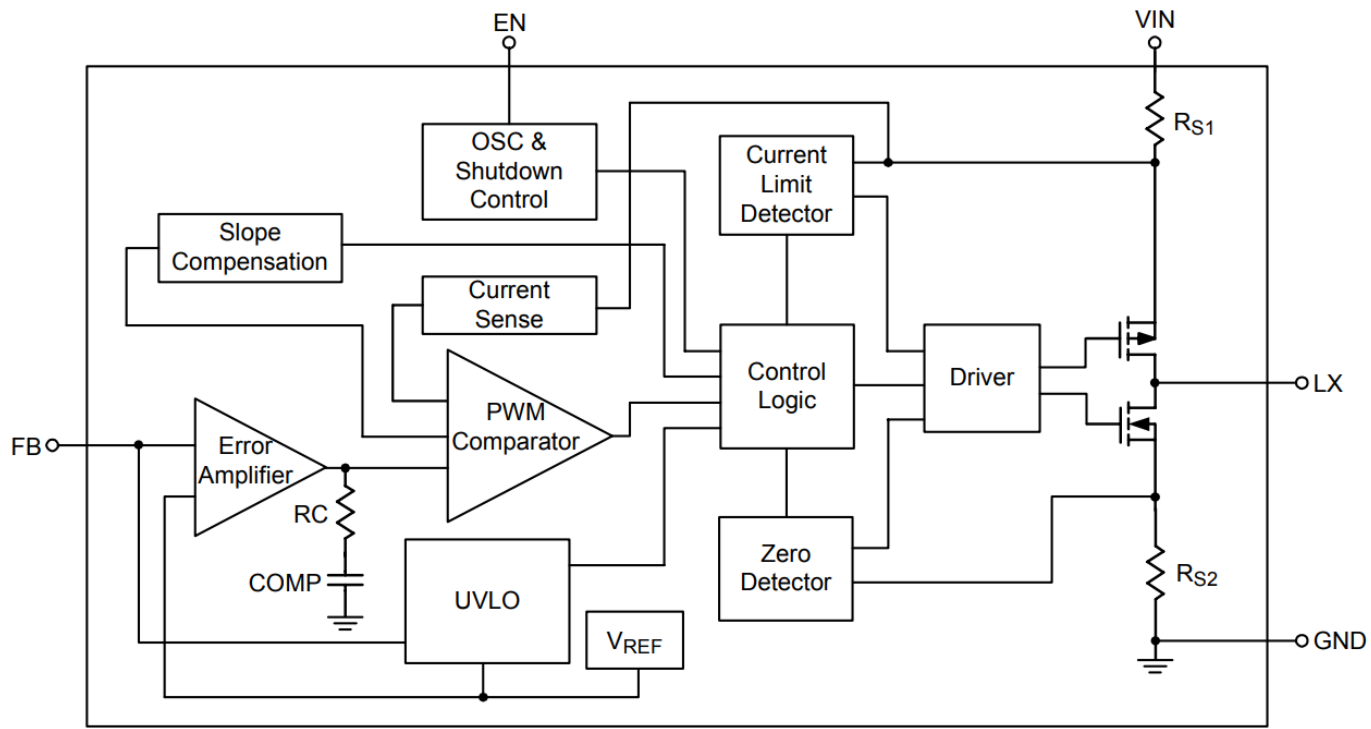 EN
VIN
OSC &
Shutdown
Control
Current
Limit
Detector
RS1
Slope
Compensation
Current
Sense
Control
Logic
Driver
LX
FB
Error
Amplifier
PWM
Comparator
RC
COMP
UVLO
VREF
Zero
Detector
RS2
GND